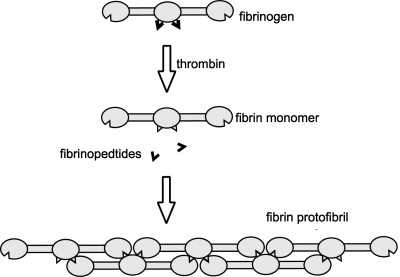 fibrinogen
thrombin
fibrin monomer
fibrinopedtides
fibrin protofibril